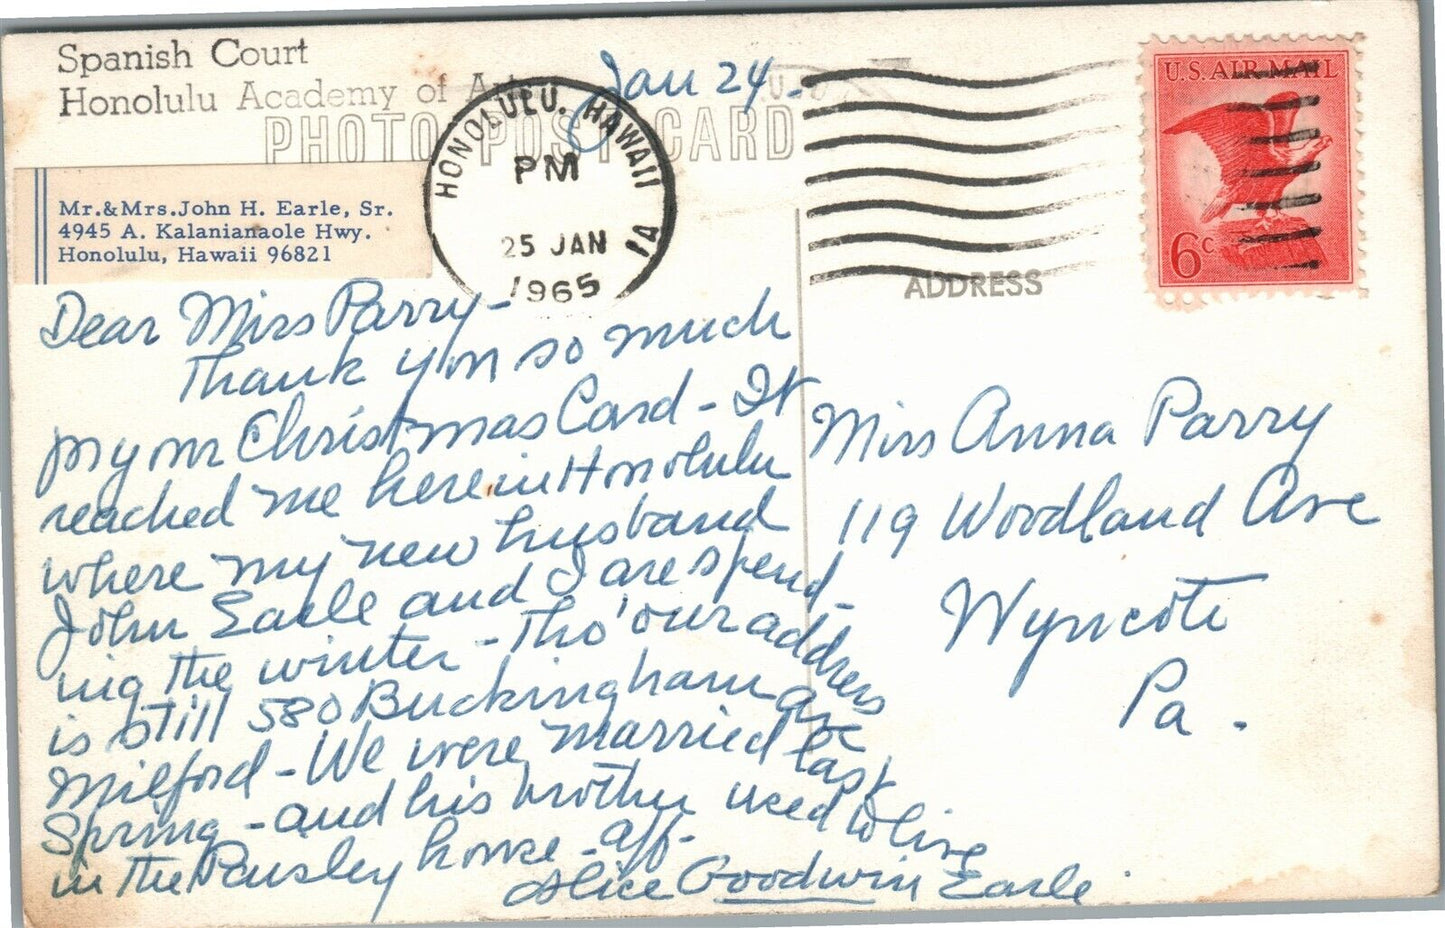 Spanish Court
Honolulu Academy of Arts
PHOTO POST CARD
Jan 24 -
HONOLULU, HAWAII
PM
25 JAN
1965
1A
U.S. AIR MAIL
6c
Mr.&Mrs.John H. Earle, Sr.
4945 A. Kalanianaole Hwy.
Honolulu, Hawaii 96821
ADDRESS
Dear Miss Parry -
Thank you so much
for your Christmas Card - It
reached me here in Honolulu
where my new husband
John Earle and I are spend-
ing the winter - Tho' our address
is still 580 Buckingham Ave
Milford - We were married last
Spring - and his brother used to live
in the Pausley house - aff -
Alice Goodwin Earle
Miss Anna Parry
119 Woodland Ave
Wyncote
Pa.